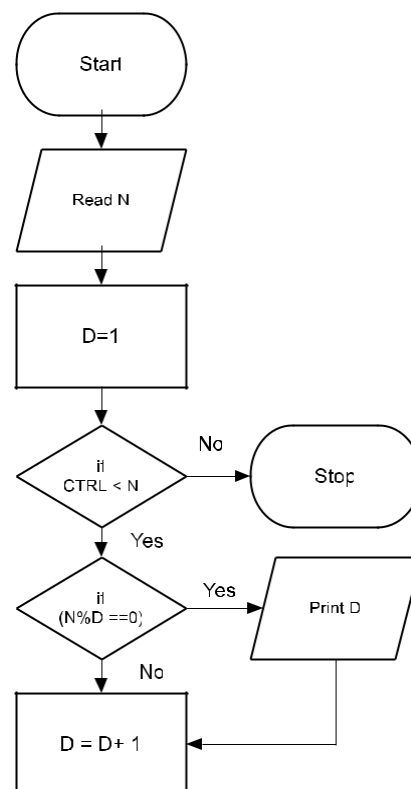 Start
Read N
D=1
if
CTRL < N
No
Stop
Yes
if
(N%D ==0)
Yes
Print D
No
D = D+ 1